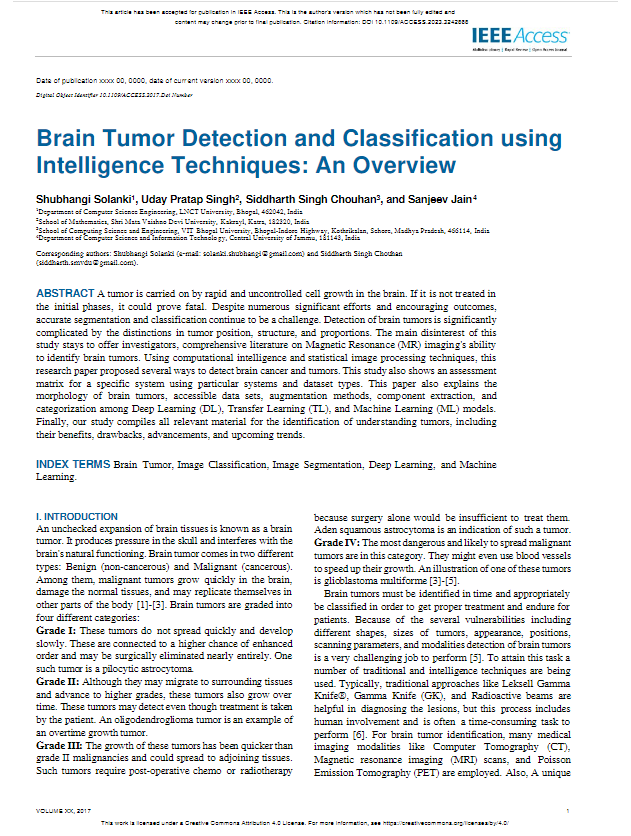 This article has been accepted for publication in IEEE Access. This is the author's version which has not been fully edited and
content may change prior to final publication. Citation information: DOI 10.1109/ACCESS.2023.3242666
IEEE Access
Multidisciplinary | Rapid Review | Open Access Journal
Date of publication xxxx 00, 0000, date of current version xxxx 00, 0000.
Digital Object Identifier 10.1109/ACCESS.2017.Doi Number
Brain Tumor Detection and Classification using
Intelligence Techniques: An Overview
Shubhangi Solanki¹, Uday Pratap Singh², Siddharth Singh Chouhan³, and Sanjeev Jain⁴
¹Department of Computer Science Engineering, LNCT University, Bhopal, 462042, India
²School of Mathematics, Shri Mata Vaishno Devi University, Kakryal, Katra, 182320, India
³School of Computing Science and Engineering, VIT Bhopal University, Bhopal-Indore Highway, Kothrikalan, Sehore, Madhya Pradesh, 466114, India
⁴Department of Computer Science and Information Technology, Central University of Jammu, 181143, India
Corresponding authors: Shubhangi Solanki (e-mail: solanki.shubhangi@gmail.com) and Siddharth Singh Chouhan
(siddharth.smvdu@gmail.com).
ABSTRACT A tumor is carried on by rapid and uncontrolled cell growth in the brain. If it is not treated in
the initial phases, it could prove fatal. Despite numerous significant efforts and encouraging outcomes,
accurate segmentation and classification continue to be a challenge. Detection of brain tumors is significantly
complicated by the distinctions in tumor position, structure, and proportions. The main disinterest of this
study stays to offer investigators, comprehensive literature on Magnetic Resonance (MR) imaging's ability
to identify brain tumors. Using computational intelligence and statistical image processing techniques, this
research paper proposed several ways to detect brain cancer and tumors. This study also shows an assessment
matrix for a specific system using particular systems and dataset types. This paper also explains the
morphology of brain tumors, accessible data sets, augmentation methods, component extraction, and
categorization among Deep Learning (DL), Transfer Learning (TL), and Machine Learning (ML) models.
Finally, our study compiles all relevant material for the identification of understanding tumors, including
their benefits, drawbacks, advancements, and upcoming trends.
INDEX TERMS Brain Tumor, Image Classification, Image Segmentation, Deep Learning, and Machine
Learning.
I. INTRODUCTION
An unchecked expansion of brain tissues is known as a brain
tumor. It produces pressure in the skull and interferes with the
brain's natural functioning. Brain tumor comes in two different
types: Benign (non-cancerous) and Malignant (cancerous).
Among them, malignant tumors grow quickly in the brain,
damage the normal tissues, and may replicate themselves in
other parts of the body [1]-[3]. Brain tumors are graded into
four different categories:
Grade I: These tumors do not spread quickly and develop
slowly. These are connected to a higher chance of enhanced
order and may be surgically eliminated nearly entirely. One
such tumor is a pilocytic astrocytoma.
Grade II: Although they may migrate to surrounding tissues
and advance to higher grades, these tumors also grow over
time. These tumors may detect even though treatment is taken
by the patient. An oligodendroglioma tumor is an example of
an overtime growth tumor.
Grade III: The growth of these tumors has been quicker than
grade II malignancies and could spread to adjoining tissues.
Such tumors require post-operative chemo or radiotherapy
because surgery alone would be insufficient to treat them.
Aden squamous astrocytoma is an indication of such a tumor.
Grade IV: The most dangerous and likely to spread malignant
tumors are in this category. They might even use blood vessels
to speed up their growth. An illustration of one of these tumors
is glioblastoma multiforme [3]-[5].
Brain tumors must be identified in time and appropriately
be classified in order to get proper treatment and endure for
patients. Because of the several vulnerabilities including
different shapes, sizes of tumors, appearance, positions,
scanning parameters, and modalities detection of brain tumors
is a very challenging job to perform [5]. To attain this task a
number of traditional and intelligence techniques are being
used. Typically, traditional approaches like Leksell Gamma
Knife®, Gamma Knife (GK), and Radioactive beams are
helpful in diagnosing the lesions, but this process includes
human involvement and is often a time-consuming task to
perform [6]. For brain tumor identification, many medical
imaging modalities like Computer Tomography (CT),
Magnetic resonance imaging (MRI) scans, and Poisson
Emission Tomography (PET) are employed. Also, A unique
VOLUME XX, 2017
1
This work is licensed under a Creative Commons Attribution 4.0 License. For more information, see https://creativecommons.org/licenses/by/4.0/